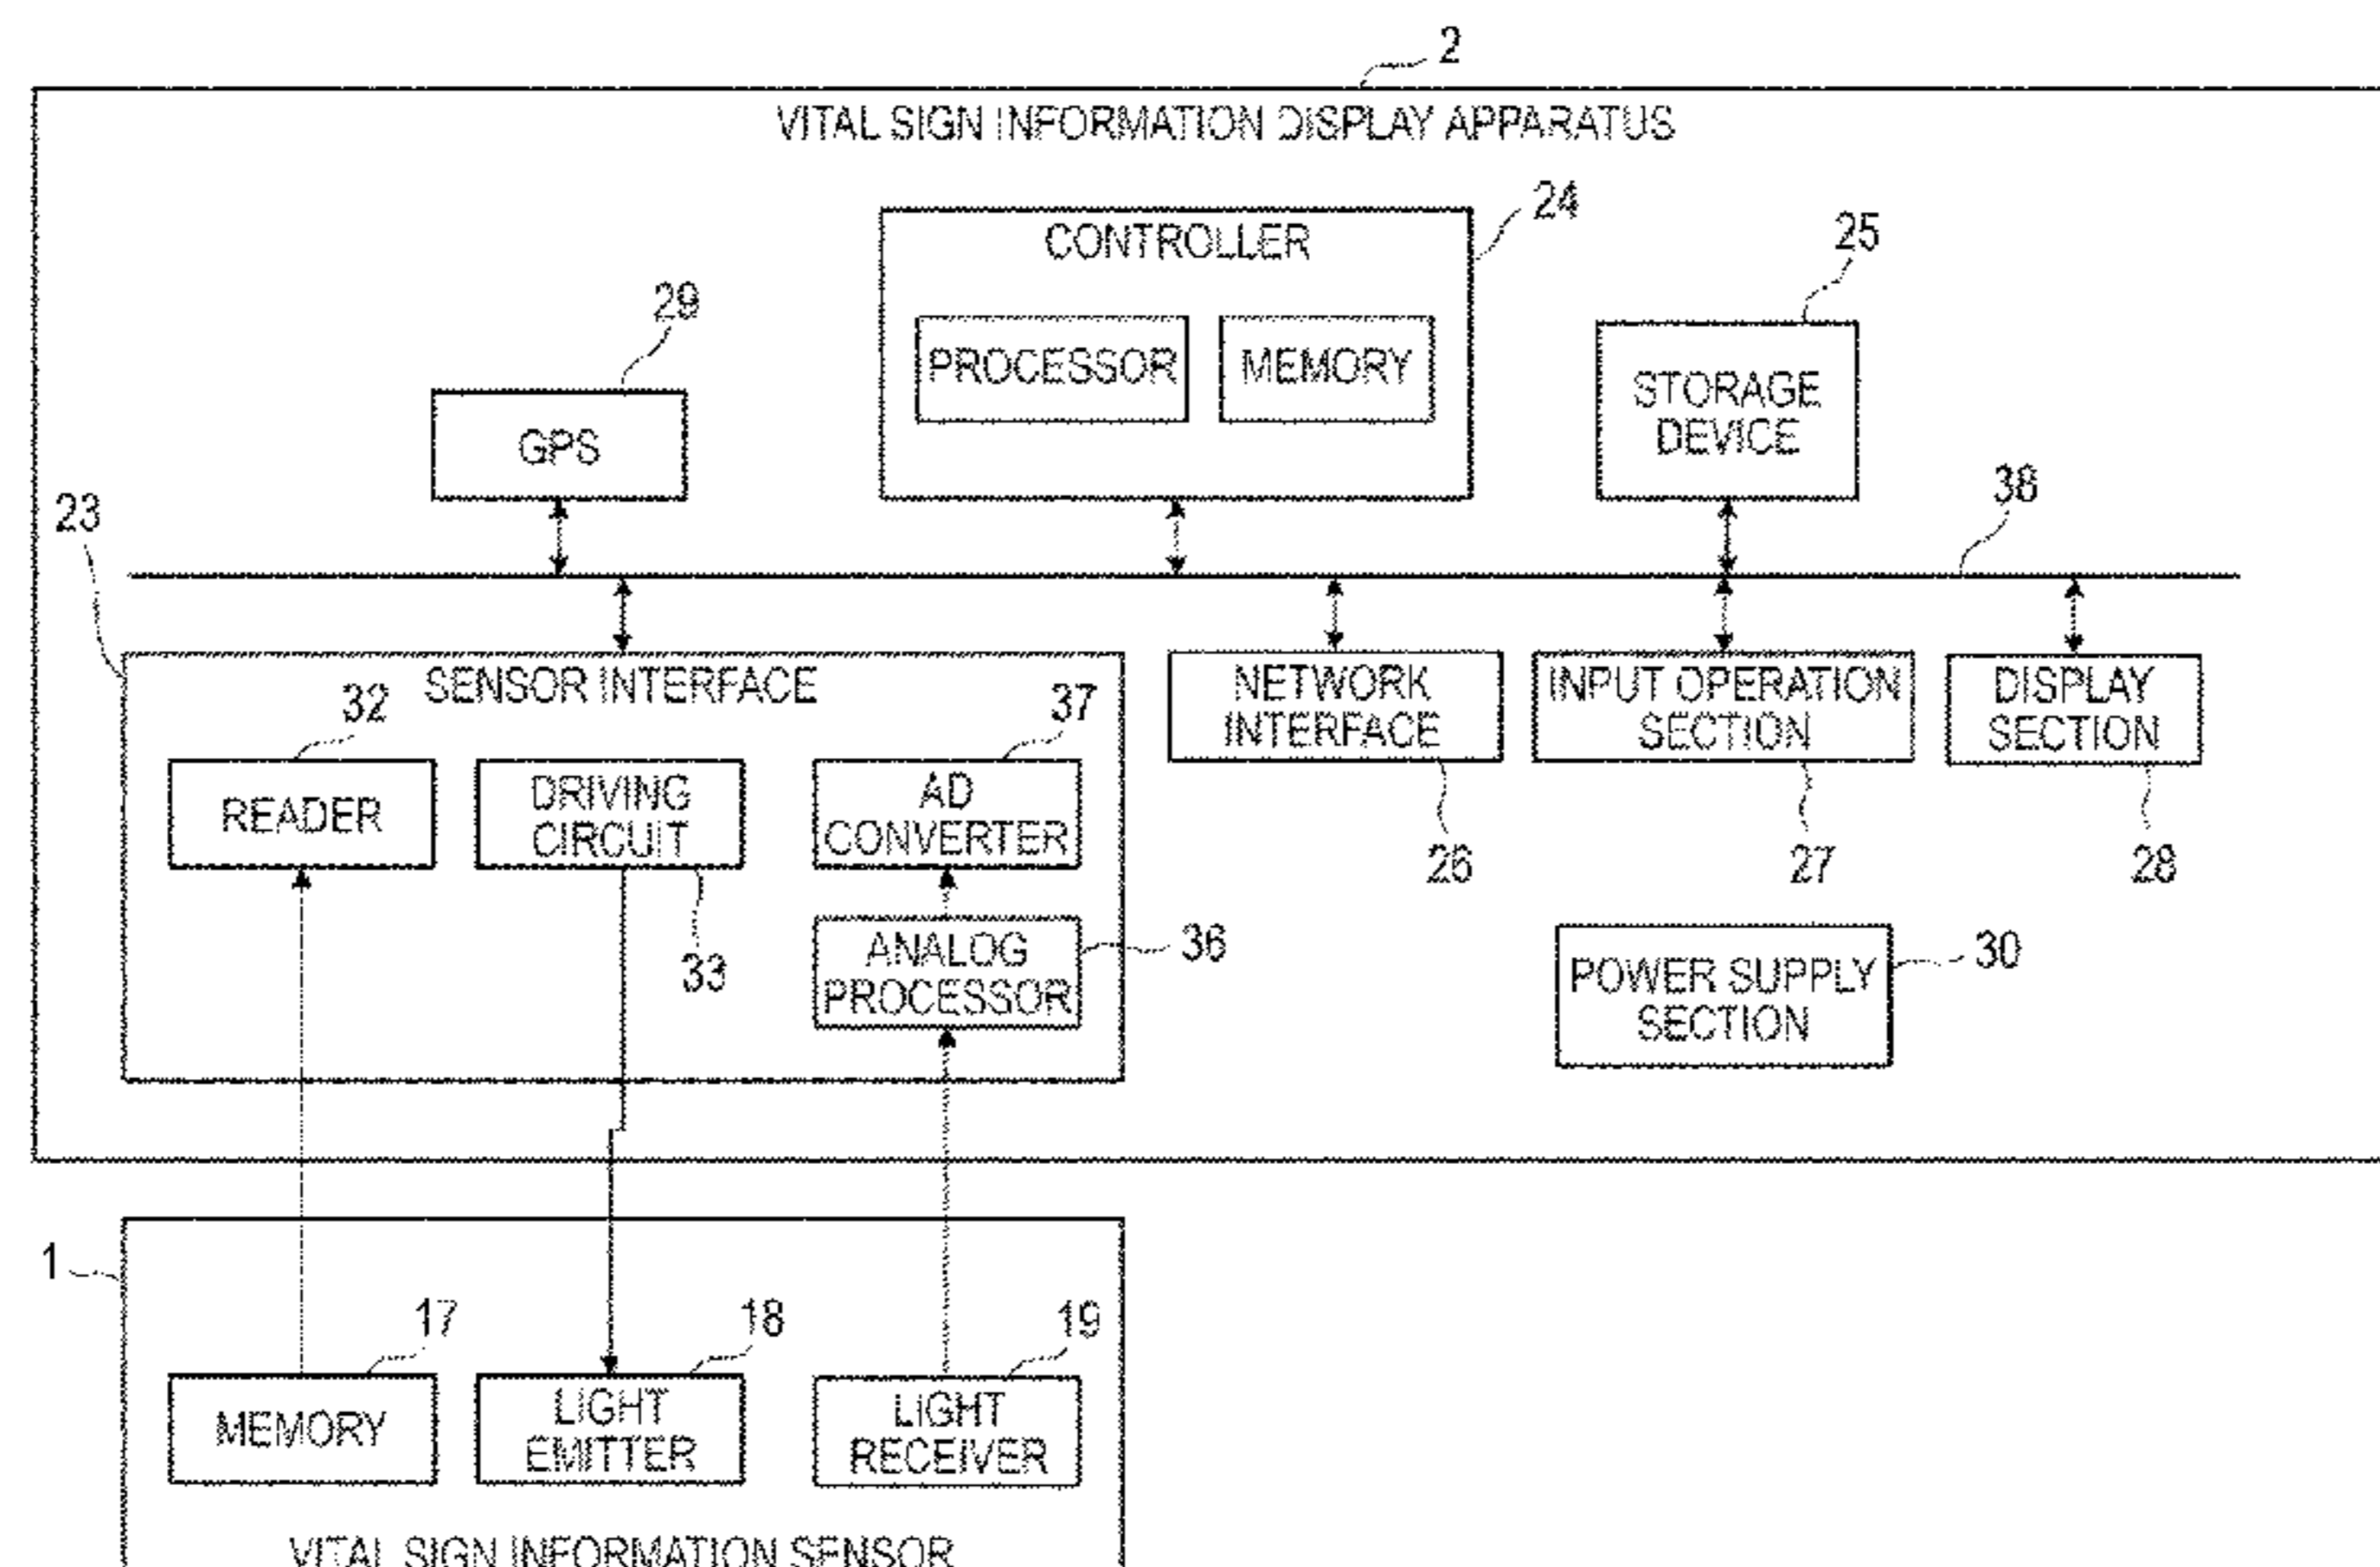 2
VITAL SIGN INFORMATION DISPLAY APPARATUS
24
CONTROLLER
PROCESSOR
MEMORY
25
STORAGE
DEVICE
29
GPS
38
23
SENSOR INTERFACE
32
READER
DRIVING
CIRCUIT
33
37
AD
CONVERTER
ANALOG
PROCESSOR
36
NETWORK
INTERFACE
26
INPUT OPERATION
SECTION
27
DISPLAY
SECTION
28
POWER SUPPLY
SECTION
30
1
17
MEMORY
18
LIGHT
EMITTER
19
LIGHT
RECEIVER
VITAL SIGN INFORMATION SENSOR